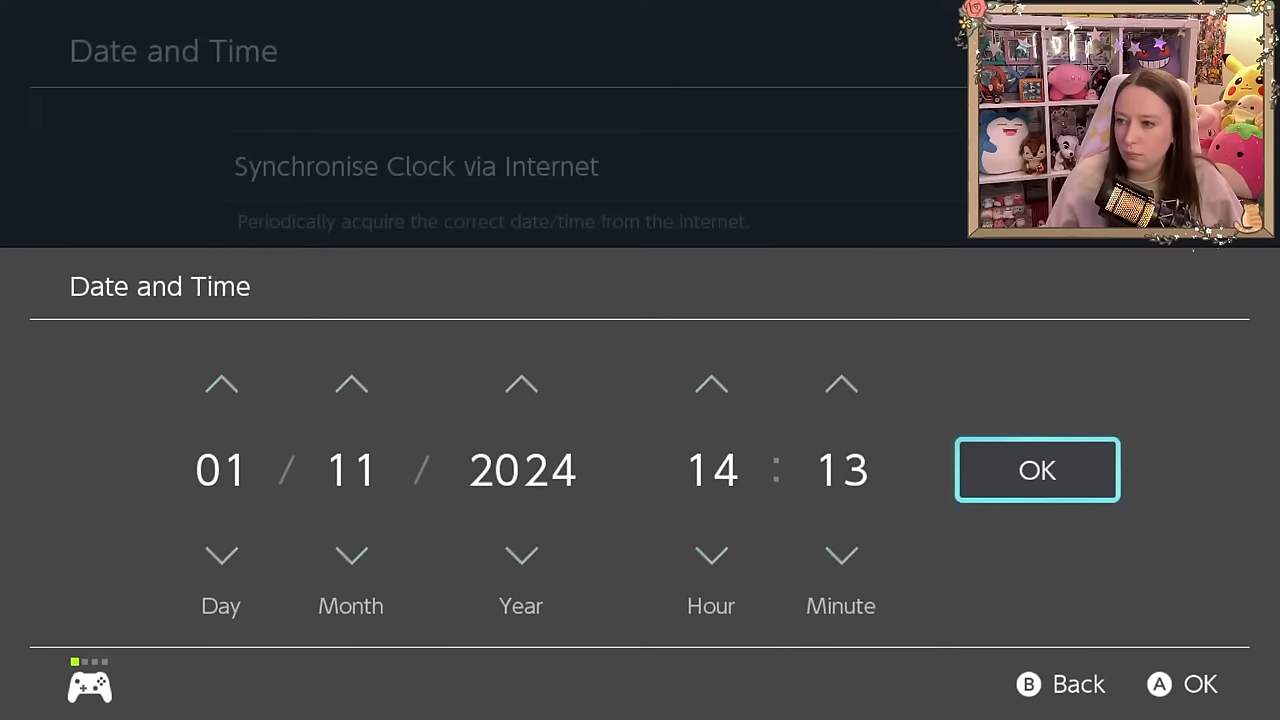 Date and Time
Synchronise Clock via Internet
Periodically acquire the correct date/time from the internet.
Date and Time
01 / 11 / 2024 14 : 13 OK
Day Month Year Hour Minute
B Back A OK